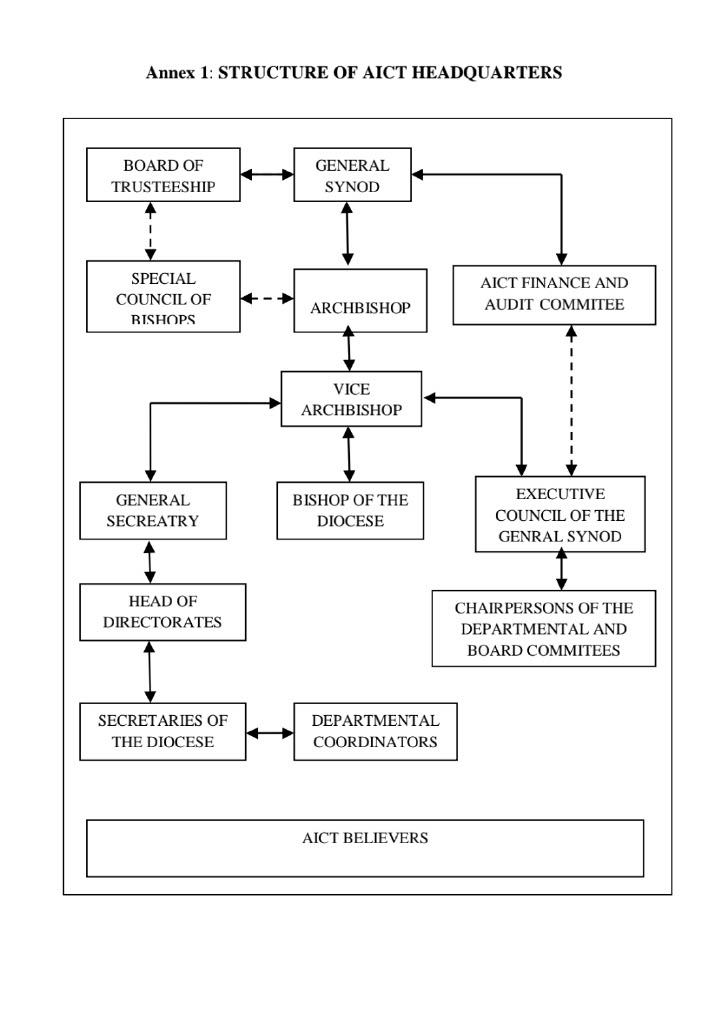 Annex 1: STRUCTURE OF AICT HEADQUARTERS
BOARD OF
TRUSTEESHIP
GENERAL
SYNOD
SPECIAL
COUNCIL OF
BISHOPS
ARCHBISHOP
AICT FINANCE AND
AUDIT COMMITEE
VICE
ARCHBISHOP
GENERAL
SECREATRY
BISHOP OF THE
DIOCESE
EXECUTIVE
COUNCIL OF THE
GENRAL SYNOD
HEAD OF
DIRECTORATES
CHAIRPERSONS OF THE
DEPARTMENTAL AND
BOARD COMMITEES
SECRETARIES OF
THE DIOCESE
DEPARTMENTAL
COORDINATORS
AICT BELIEVERS